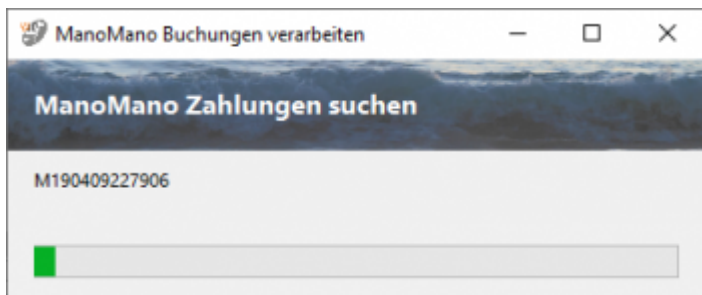 ManoMano Buchungen verarbeiten
ManoMano Zahlungen suchen
M190409227906